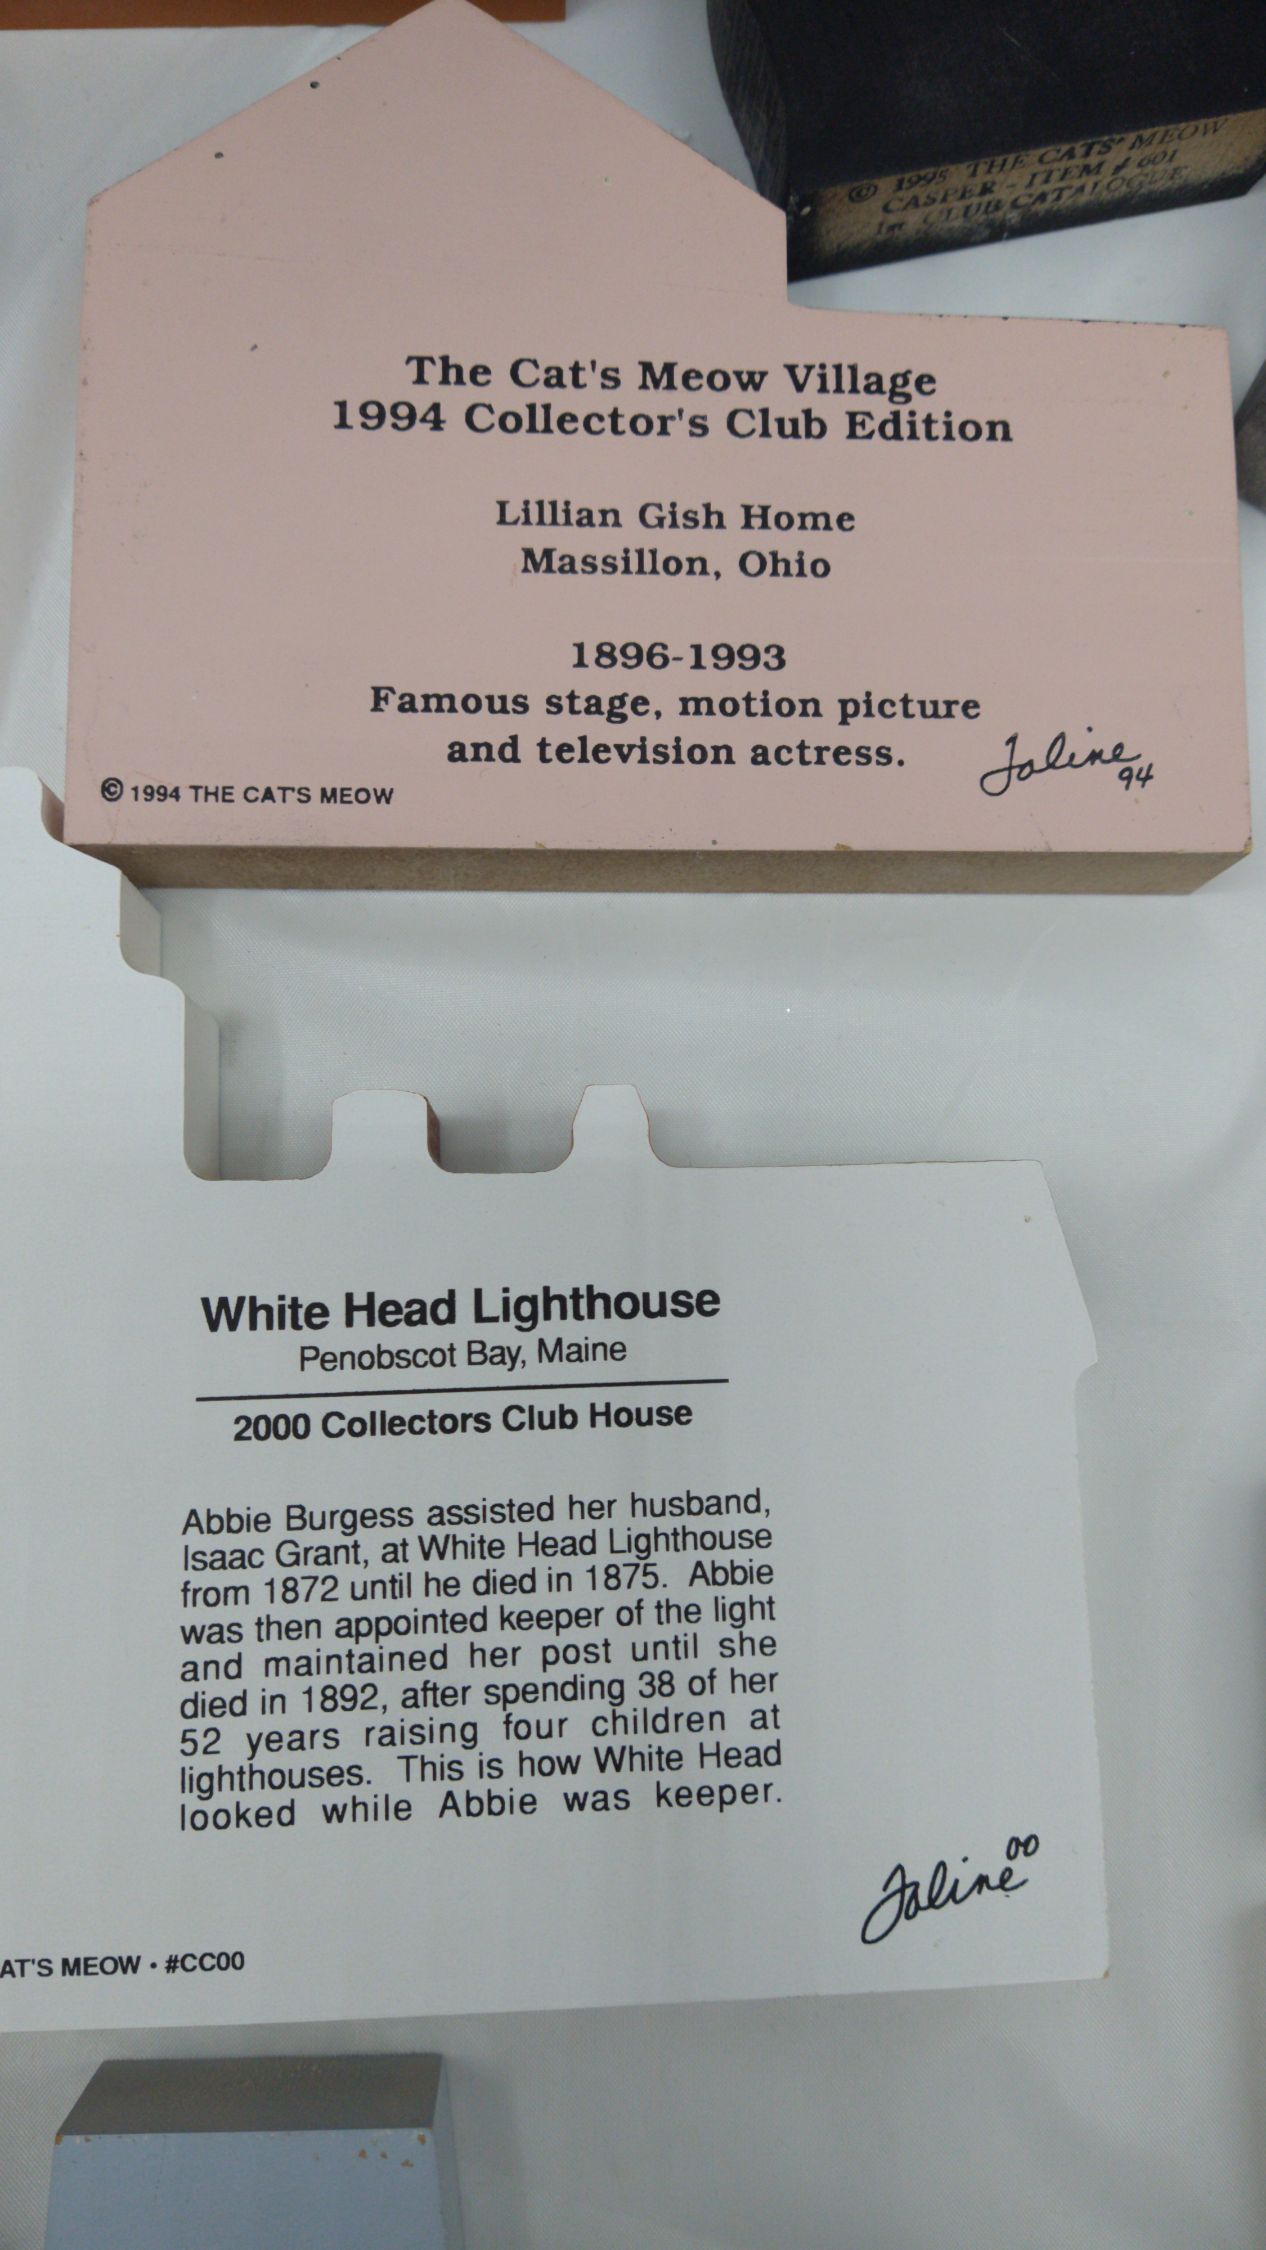 © 1995 THE CATS' MEOW
CASPER - ITEM # 601
1ST CLUB CATALOGUE
The Cat's Meow Village
1994 Collector's Club Edition
Lillian Gish Home
Massillon, Ohio
1896-1993
Famous stage, motion picture
and television actress.
Faline
94
© 1994 THE CAT'S MEOW
White Head Lighthouse
Penobscot Bay, Maine
2000 Collectors Club House
Abbie Burgess assisted her husband,
Isaac Grant, at White Head Lighthouse
from 1872 until he died in 1875. Abbie
was then appointed keeper of the light
and maintained her post until she
died in 1892, after spending 38 of her
52 years raising four children at
lighthouses. This is how White Head
looked while Abbie was keeper.
Faline 00
AT'S MEOW • #CC00